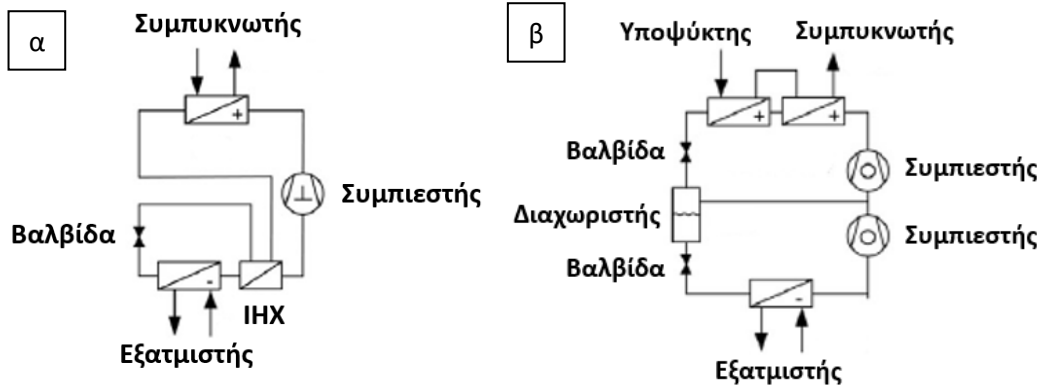 α
Συμπυκνωτής
Συμπιεστής
Βαλβίδα
IHX
Εξατμιστής
β
Υποψύκτης Συμπυκνωτής
Βαλβίδα
Συμπιεστής
Διαχωριστής
Συμπιεστής
Βαλβίδα
Εξατμιστής